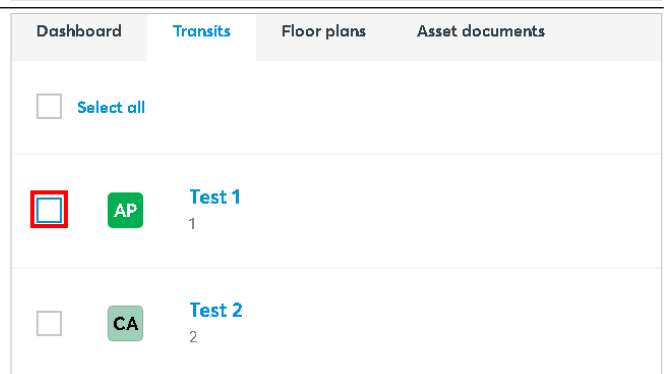 Dashboard Transits Floor plans Asset documents
Select all
AP Test 1
1
CA Test 2
2